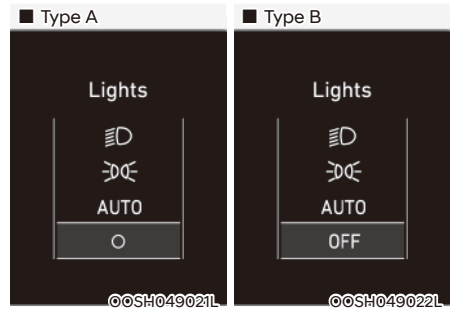 ■ Type A
Lights
AUTO
O
OOSH049021L
■ Type B
Lights
AUTO
OFF
OOSH049022L